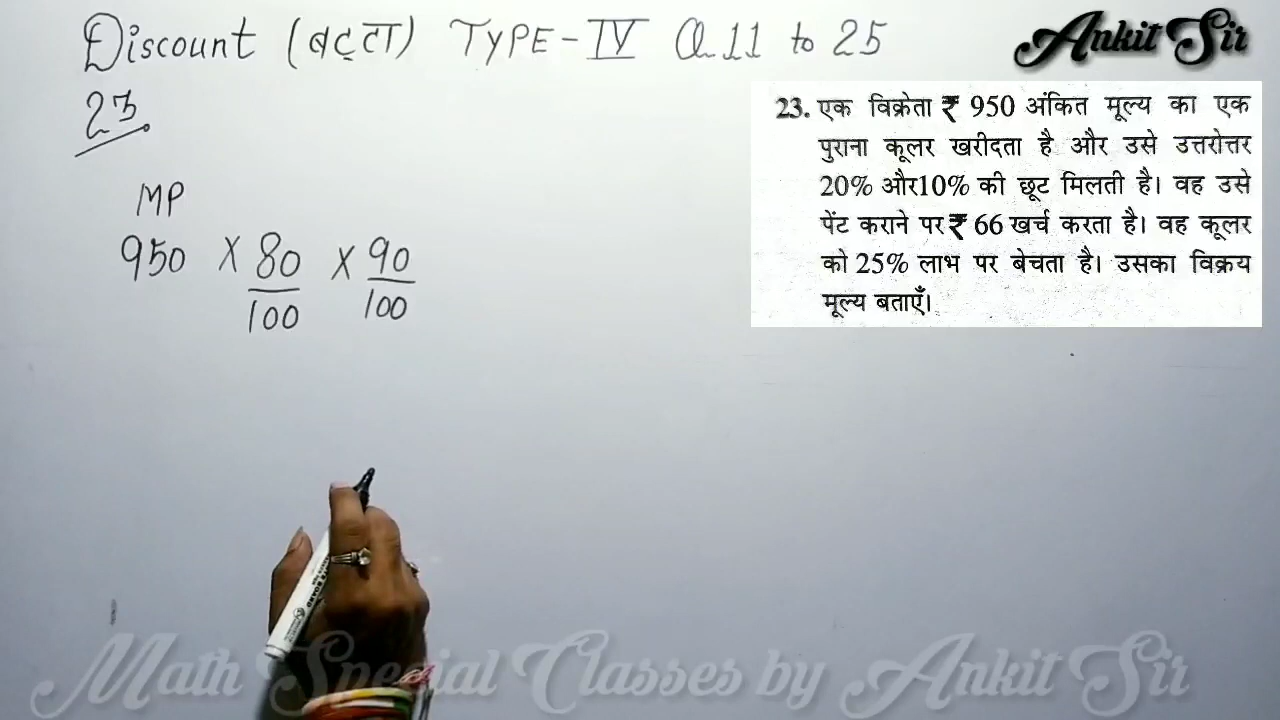 Discount (बट्टा) TYPE-IV Q.11 to 25
Ankit Sir
23
23. एक विक्रेता ₹ 950 अंकित मूल्य का एक
पुराना कूलर खरीदता है और उसे उत्तरोत्तर
20% और10% की छूट मिलती है। वह उसे
पेंट कराने पर ₹ 66 खर्च करता है। वह कूलर
को 25% लाभ पर बेचता है। उसका विक्रय
मूल्य बताएँ।
MP
950 × 80/100 × 90/100
Math Special Classes by Ankit Sir